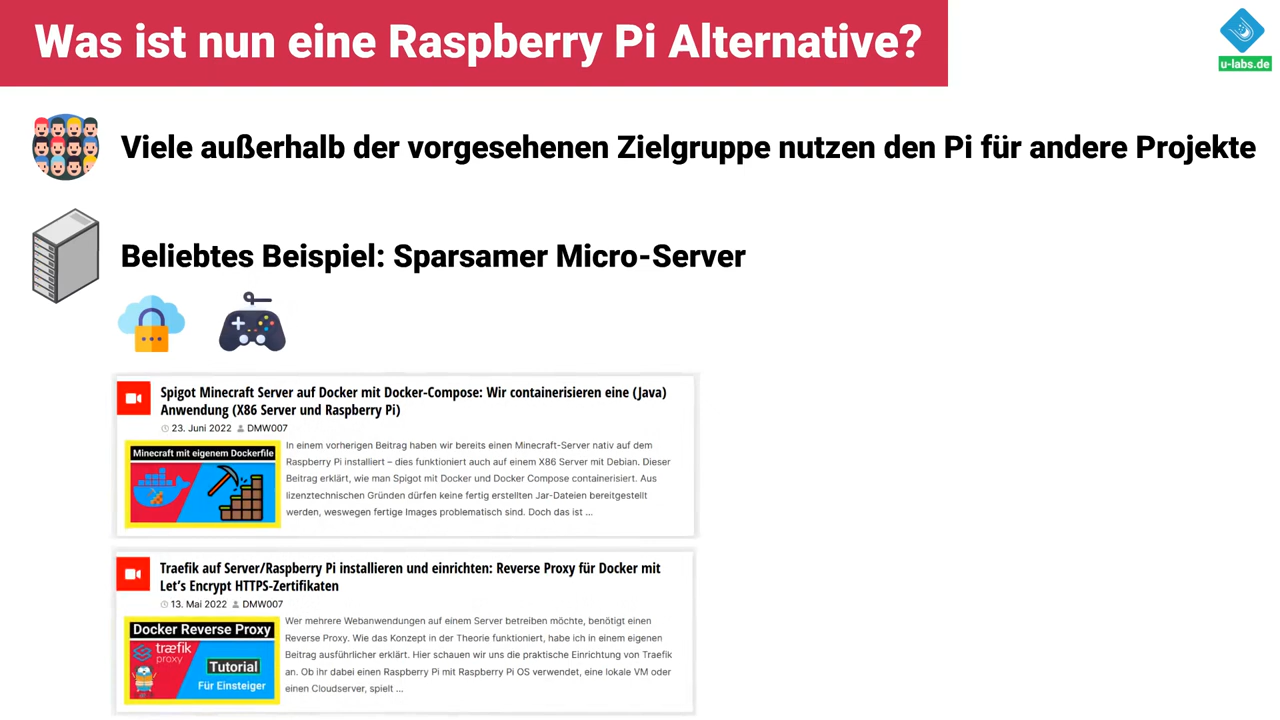 Was ist nun eine Raspberry Pi Alternative?
u-labs.de
Viele außerhalb der vorgesehenen Zielgruppe nutzen den Pi für andere Projekte
Beliebtes Beispiel: Sparsamer Micro-Server
Spigot Minecraft Server auf Docker mit Docker-Compose: Wir containerisieren eine (Java)
Anwendung (X86 Server und Raspberry Pi)
23. Juni 2022 DMW007
Minecraft mit eigenem Dockerfile
In einem vorherigen Beitrag haben wir bereits einen Minecraft-Server nativ auf dem
Raspberry Pi installiert – dies funktioniert auch auf einem X86 Server mit Debian. Dieser
Beitrag erklärt, wie man Spigot mit Docker und Docker Compose containerisiert. Aus
lizenztechnischen Gründen dürfen keine fertig erstellten Jar-Dateien bereitgestellt
werden, weswegen fertige Images problematisch sind. Doch das ist ...
Traefik auf Server/Raspberry Pi installieren und einrichten: Reverse Proxy für Docker mit
Let's Encrypt HTTPS-Zertifikaten
13. Mai 2022 DMW007
Docker Reverse Proxy
træfik
proxy
Tutorial
Für Einsteiger
Wer mehrere Webanwendungen auf einem Server betreiben möchte, benötigt einen
Reverse Proxy. Wie das Konzept in der Theorie funktioniert, habe ich in einem eigenen
Beitrag ausführlicher erklärt. Hier schauen wir uns die praktische Einrichtung von Traefik
an. Ob ihr dabei einen Raspberry Pi mit Raspberry Pi OS verwendet, eine lokale VM oder
einen Cloudserver, spielt ...